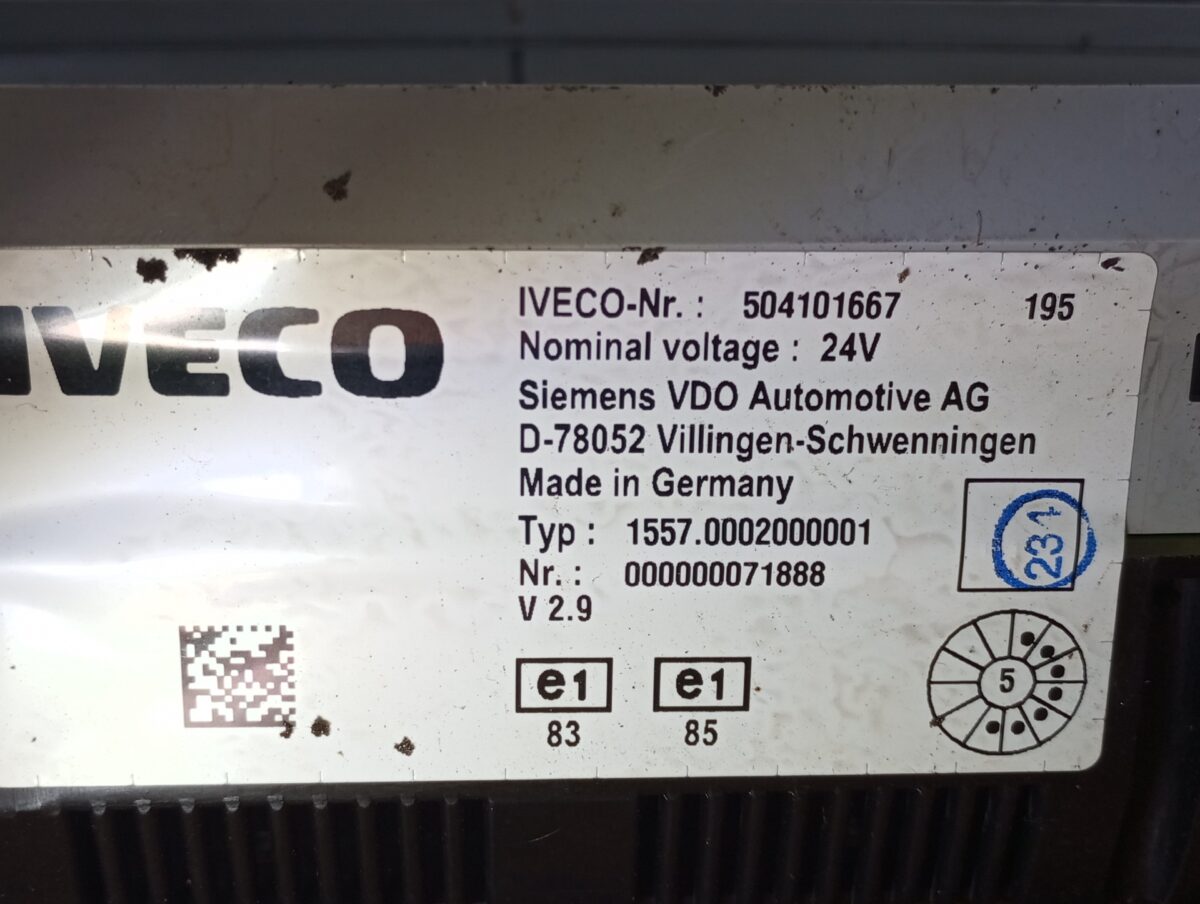 IVECO
IVECO-Nr. : 504101667 195
Nominal voltage : 24V
Siemens VDO Automotive AG
D-78052 Villingen-Schwenningen
Made in Germany
Typ : 1557.0002000001
Nr. : 000000071888
V 2.9
231
e1 e1
83 85
5